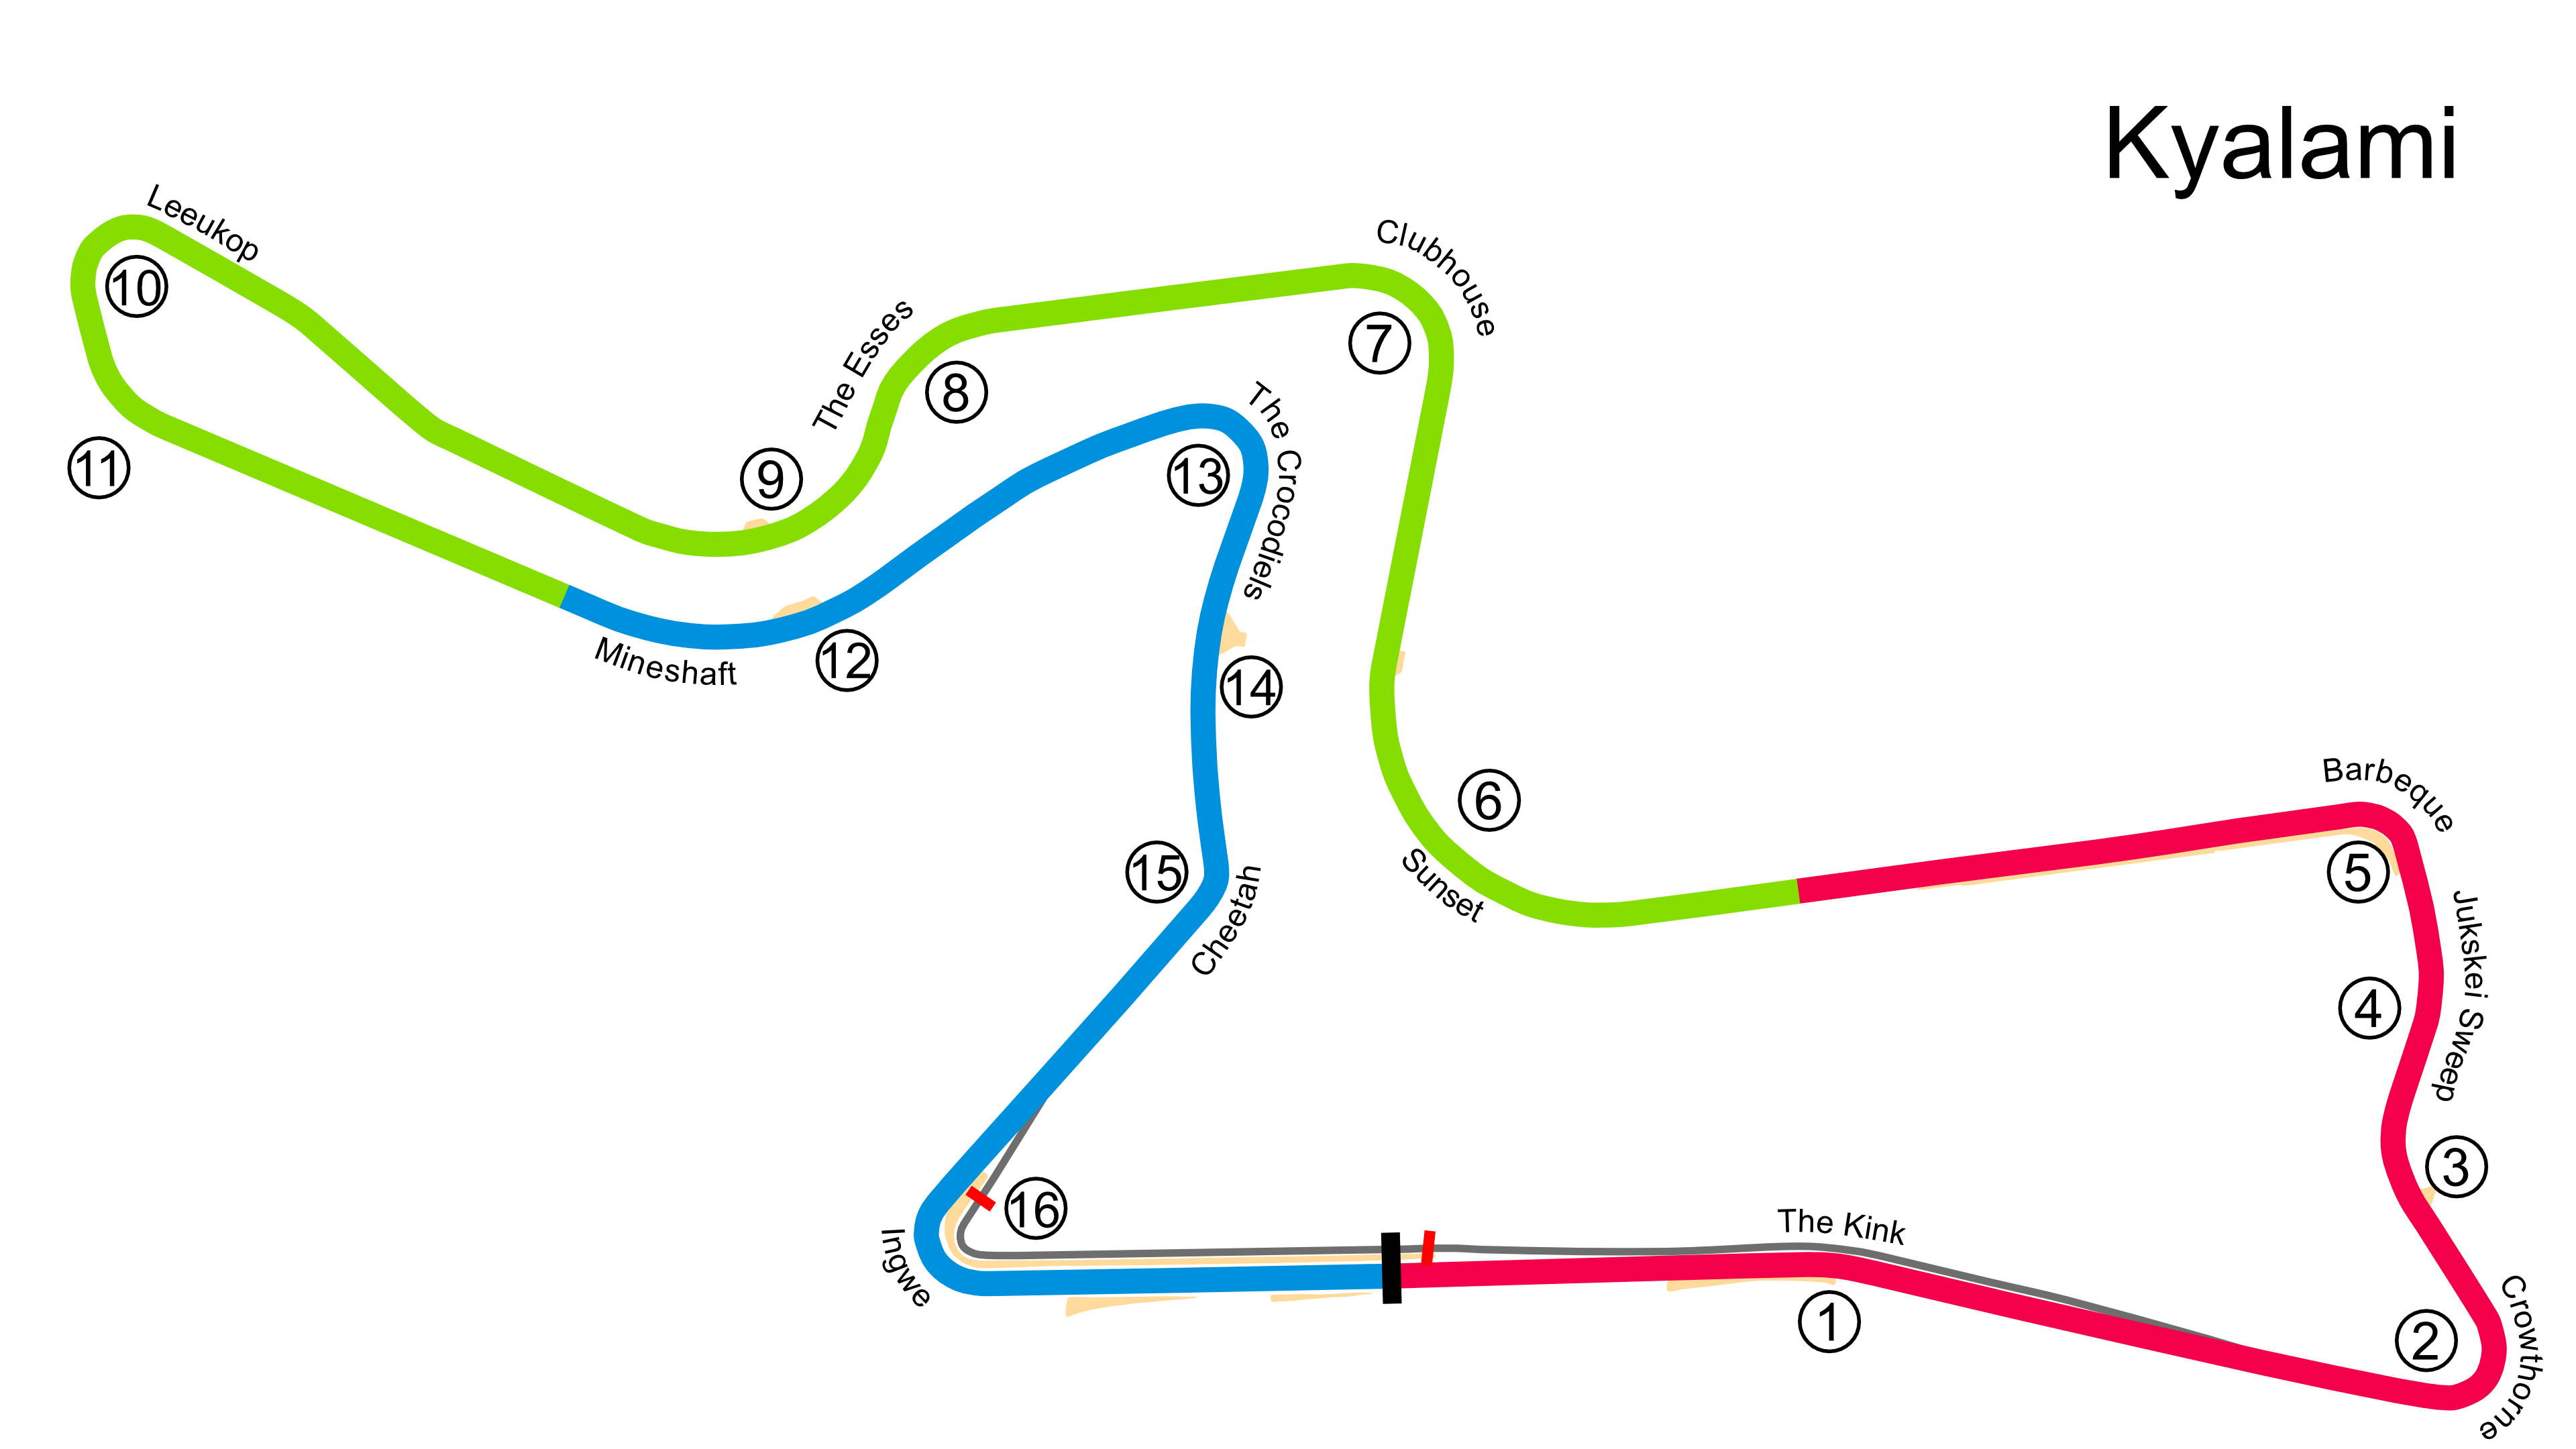 Kyalami
Leeukop
10
11
The Esses
8
9
Clubhouse
7
The Crocodiels
13
12
Mineshaft
14
6
Sunset
15
Cheetah
Barbeque
5
Jukskei Sweep
4
3
16
Ingwe
The Kink
1
2
Crowthorne